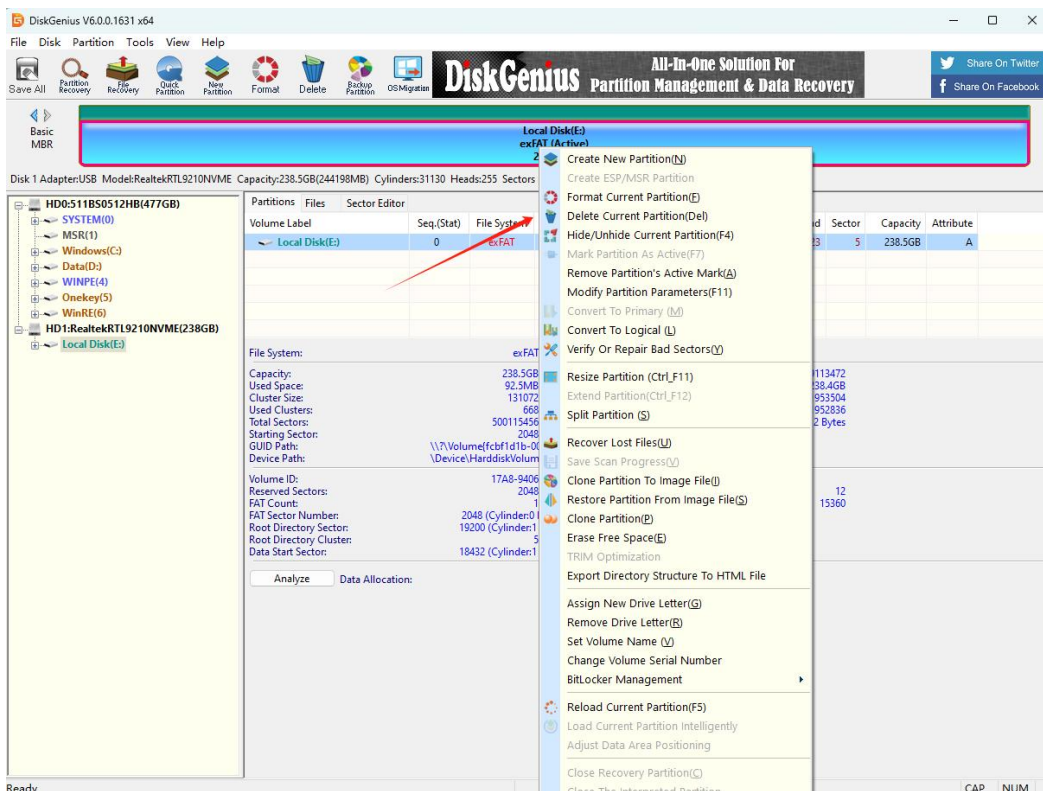 DiskGenius V6.0.0.1631 x64
File Disk Partition Tools View Help
Save All Partition Recovery File Recovery Quick Partition New Partition Format Delete Backup Partition OS Migration
DiskGenius All-In-One Solution For Partition Management & Data Recovery
Share On Twitter
Share On Facebook
Basic
MBR
Local Disk(E:)
exFAT (Active)
2
Disk 1 Adapter:USB Model:RealtekRTL9210NVME Capacity:238.5GB(244198MB) Cylinders:31130 Heads:255 Sectors
HD0:511BS0512HB(477GB)
SYSTEM(0)
MSR(1)
Windows(C:)
Data(D:)
WINPE(4)
Onekey(5)
WinRE(6)
HD1:RealtekRTL9210NVME(238GB)
Local Disk(E:)
Partitions Files Sector Editor
Volume Label Seq.(Stat) File System Sector Capacity Attribute
Local Disk(E:) 0 exFAT 23 5 238.5GB A
File System: exFAT
Capacity: 238.5GB
Used Space: 92.5MB
Cluster Size: 131072
Used Clusters: 668
Total Sectors: 500115456
Starting Sector: 2048
GUID Path: \\?\Volume{fcbf1d1b-00
Device Path: \Device\HarddiskVolum
113472
238.4GB
953504
952836
2 Bytes
Volume ID: 17A8-9406
Reserved Sectors: 2048
FAT Count: 1
FAT Sector Number: 2048 (Cylinder:0
Root Directory Sector: 19200 (Cylinder:1
Root Directory Cluster: 5
Data Start Sector: 18432 (Cylinder:1
12
15360
Analyze Data Allocation:
Create New Partition(N)
Create ESP/MSR Partition
Format Current Partition(F)
Delete Current Partition(Del)
Hide/Unhide Current Partition(F4)
Mark Partition As Active(F7)
Remove Partition's Active Mark(A)
Modify Partition Parameters(F11)
Convert To Primary (M)
Convert To Logical (L)
Verify Or Repair Bad Sectors(Y)
Resize Partition (Ctrl_F11)
Extend Partition(Ctrl_F12)
Split Partition (S)
Recover Lost Files(U)
Save Scan Progress(V)
Clone Partition To Image File(I)
Restore Partition From Image File(S)
Clone Partition(P)
Erase Free Space(E)
TRIM Optimization
Export Directory Structure To HTML File
Assign New Drive Letter(G)
Remove Drive Letter(R)
Set Volume Name (V)
Change Volume Serial Number
BitLocker Management
Reload Current Partition(F5)
Load Current Partition Intelligently
Adjust Data Area Positioning
Close Recovery Partition(C)
Close The Interpreted Partition
Ready
CAP NUM